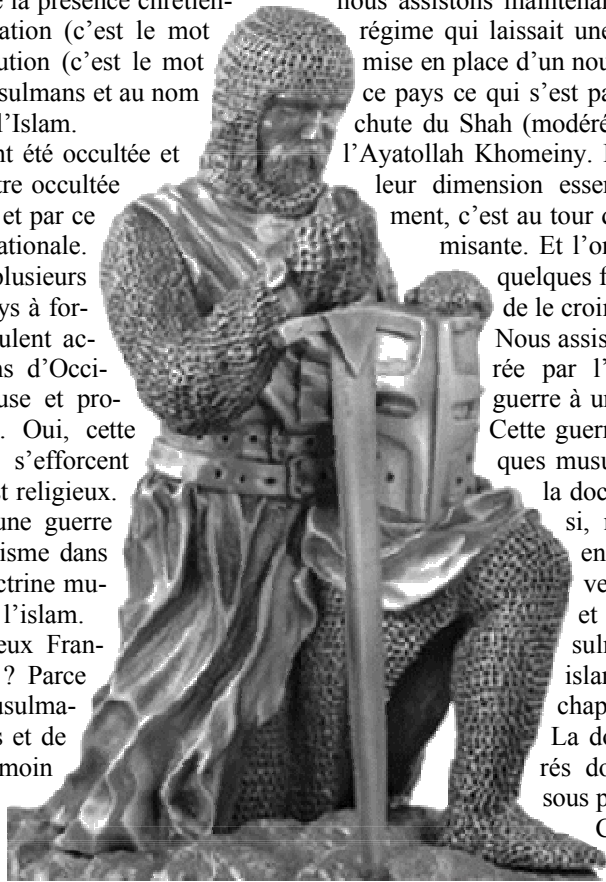 e la présence chrétien-
ation (c’est le mot
ution (c’est le mot
sulmans et au nom
l’Islam.
nt été occultée et
tre occultée
et par ce
ationale.
plusieurs
ys à for-
ulent ac-
ns d’Occi-
use et pro-
. Oui, cette
s’efforcent
t religieux.
une guerre
isme dans
ctrine mu-
l’islam.
eux Fran-
? Parce
usulma-
s et de
moin
nous assistons maintenan
régime qui laissait une
mise en place d’un nou
ce pays ce qui s’est pa
chute du Shah (modéré
l’Ayatollah Khomeiny.
leur dimension essen
ment, c’est au tour d
misante. Et l’on
quelques f
de le croir
Nous assis
rée par l’
guerre à un
Cette guerr
ques musu
la doc
si,
en
ve
et
sulm
islam
chap
La do
rés do
sous p